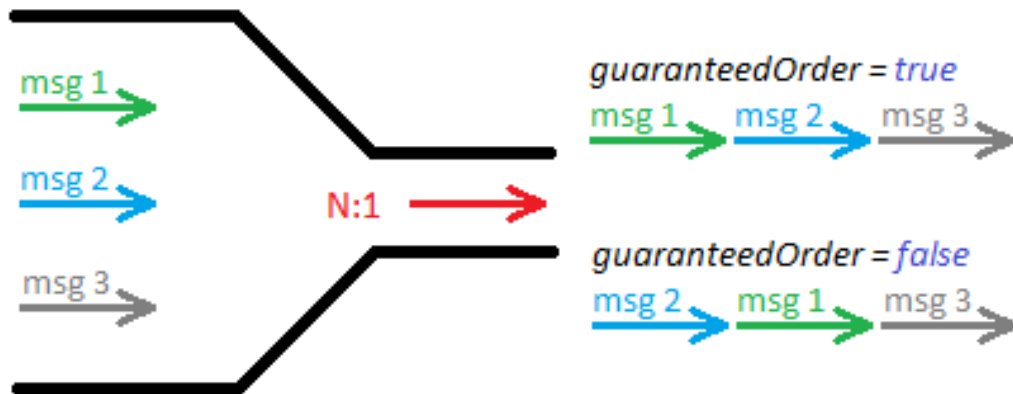 msg 1
msg 2
msg 3
N:1
guaranteedOrder = true
msg 1 msg 2 msg 3
guaranteedOrder = false
msg 2 msg 1 msg 3